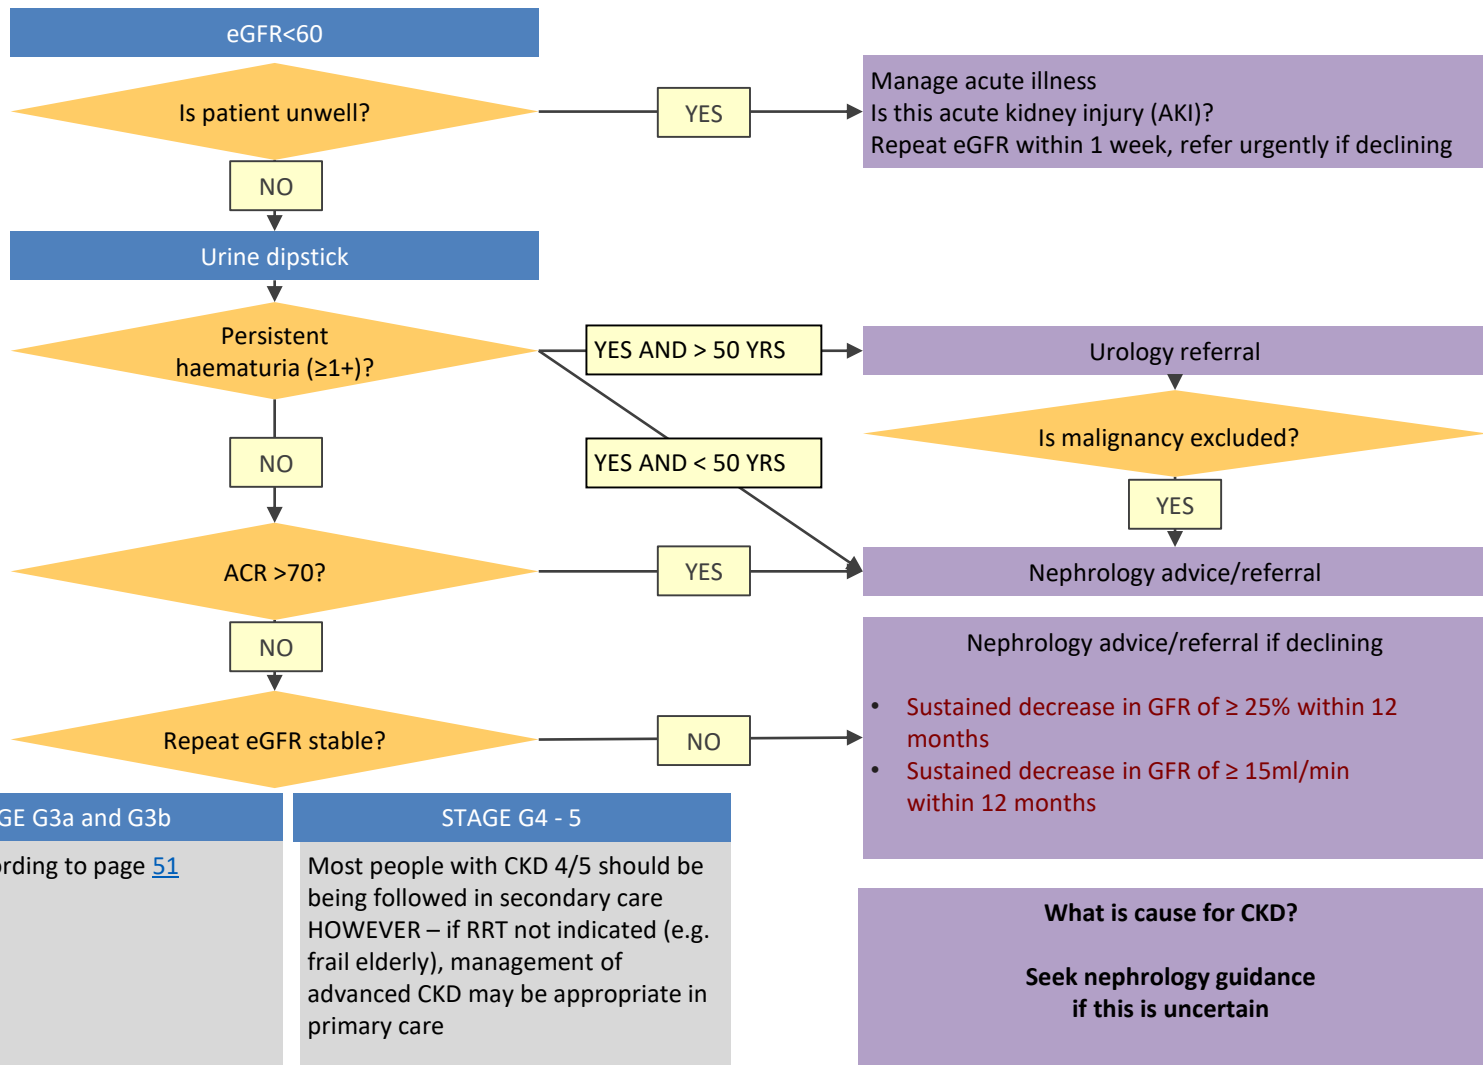 eGFR<60
Is patient unwell?
YES
Manage acute illness
Is this acute kidney injury (AKI)?
Repeat eGFR within 1 week, refer urgently if declining
NO
Urine dipstick
Persistent
haematuria (≥1+)?
YES AND > 50 YRS
Urology referral
Is malignancy excluded?
NO
YES AND < 50 YRS
YES
ACR >70?
YES
Nephrology advice/referral
NO
Repeat eGFR stable?
NO
Nephrology advice/referral if declining
• Sustained decrease in GFR of ≥ 25% within 12
months
• Sustained decrease in GFR of ≥ 15ml/min
within 12 months
G3a and G3b
to page 51
STAGE G4 - 5
Most people with CKD 4/5 should be
being followed in secondary care
HOWEVER – if RRT not indicated (e.g.
frail elderly), management of
advanced CKD may be appropriate in
primary care
What is cause for CKD?
Seek nephrology guidance
if this is uncertain